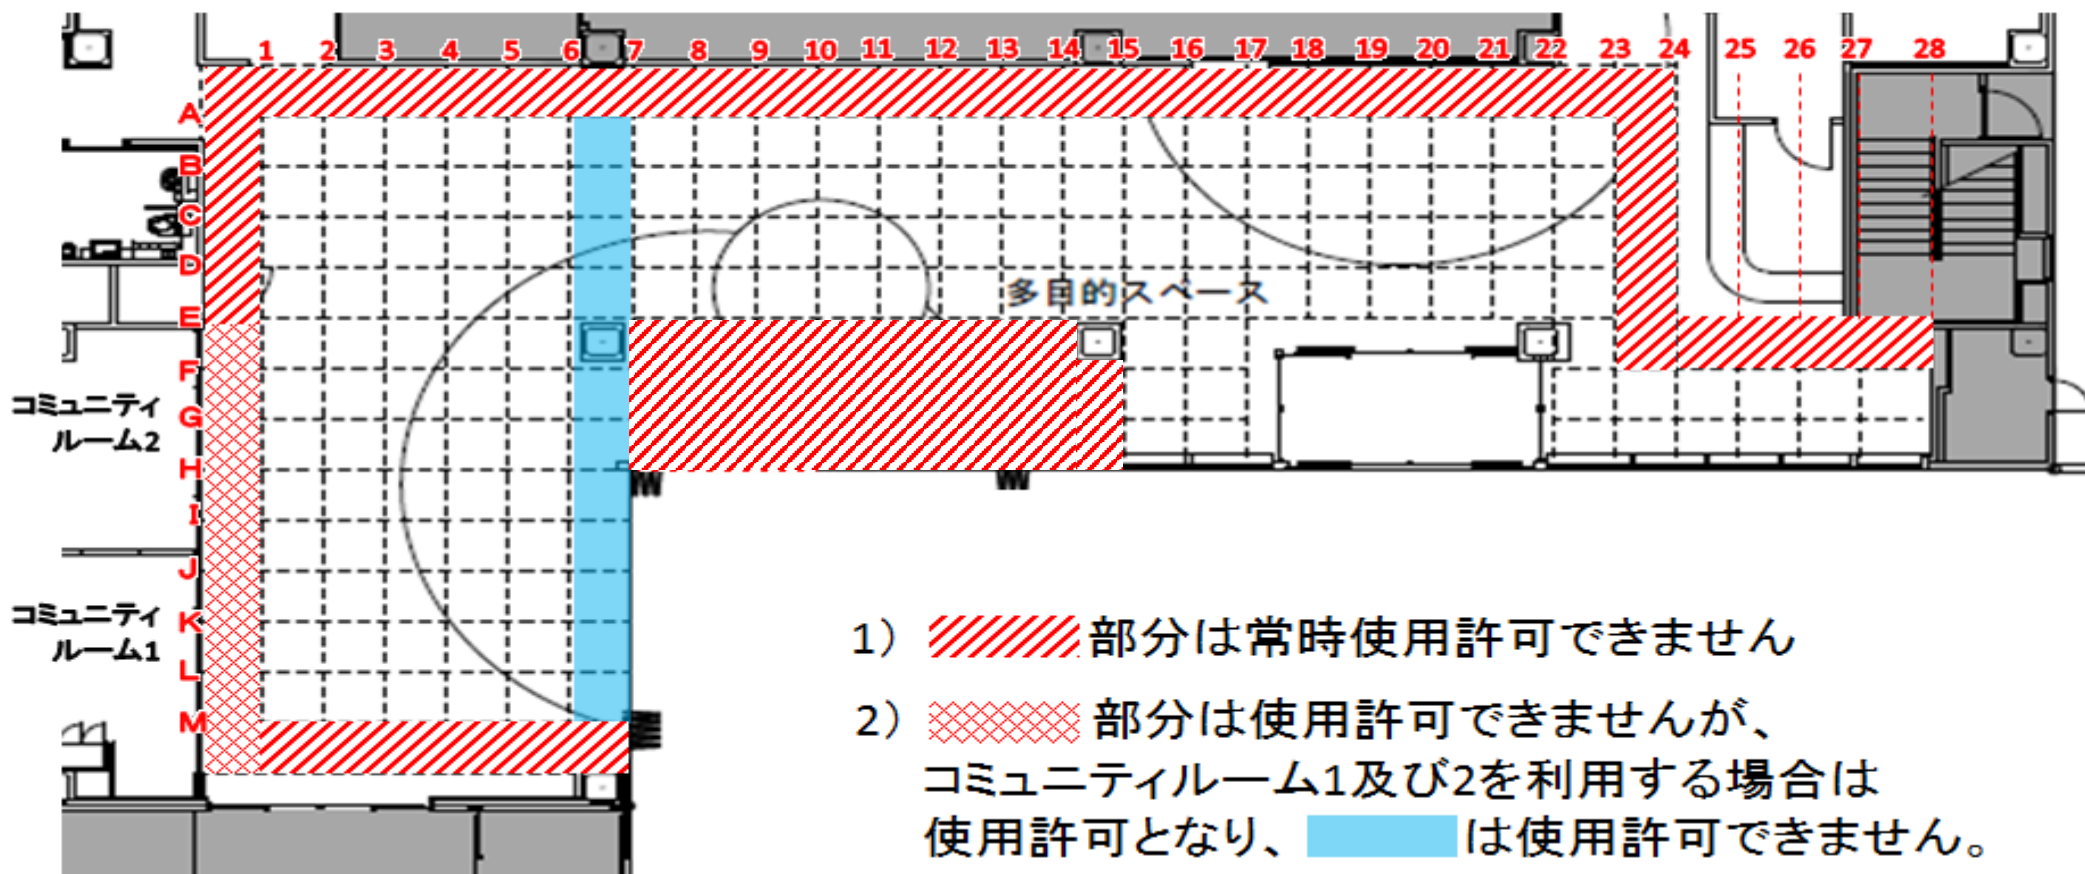 1 2 3 4 5 6 7 8 9 10 11 12 13 14 15 16 17 18 19 20 21 22 23 24 25 26 27 28
A
B
C
D
E
F
G
H
I
J
K
L
M
多目的スペース
コミュニティ
ルーム2
コミュニティ
ルーム1
1） 部分は常時使用許可できません
2） 部分は使用許可できませんが、
コミュニティルーム1及び2を利用する場合は
使用許可となり、 は使用許可できません。